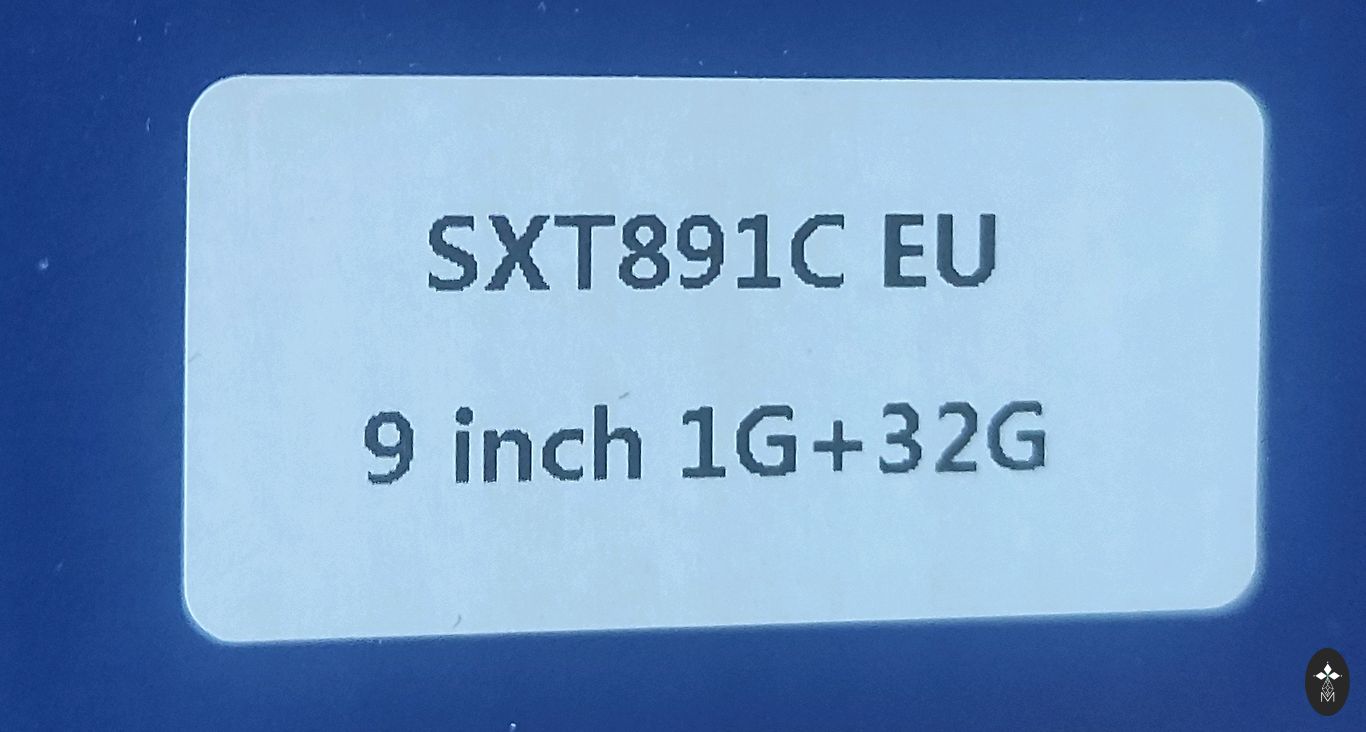 SXT891C EU
9 inch 1G+32G
M